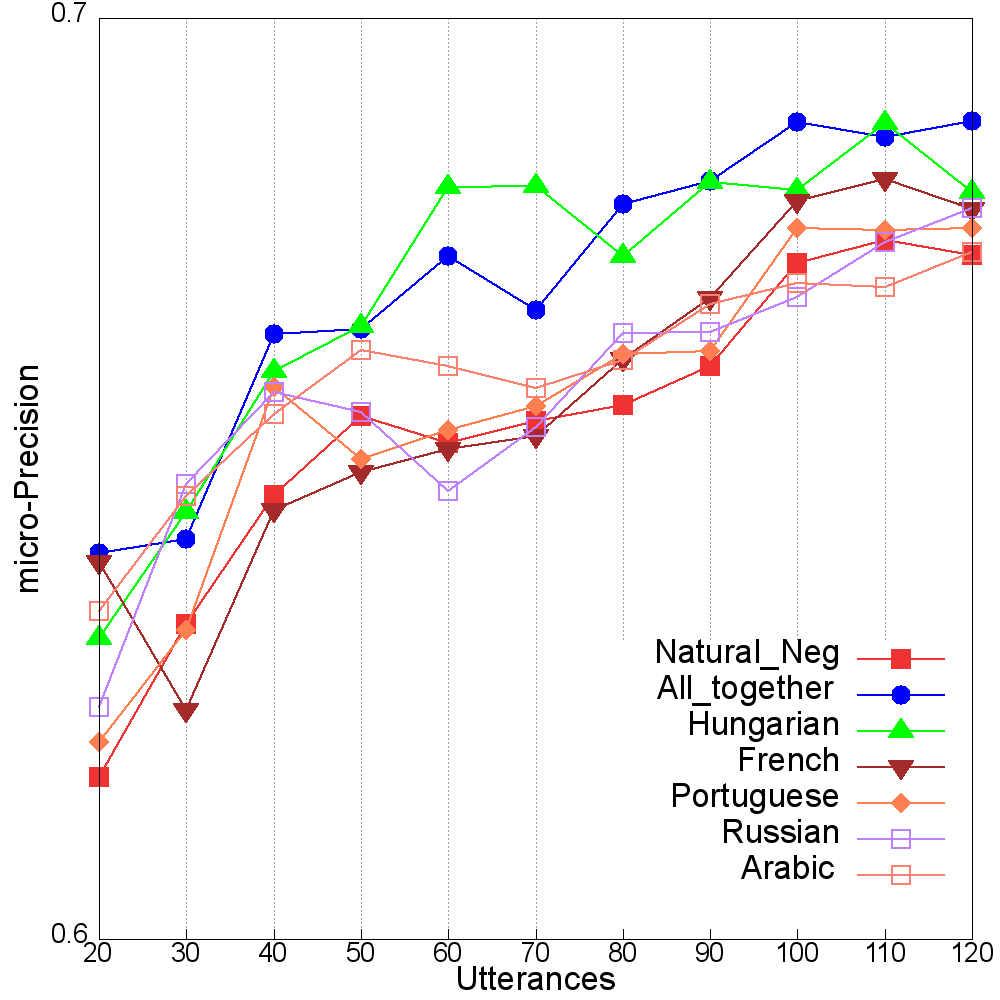 0.7
micro-Precision
Natural_Neg
All_together
Hungarian
French
Portuguese
Russian
Arabic
0.6
20 30 40 50 60 70 80 90 100 110 120
Utterances